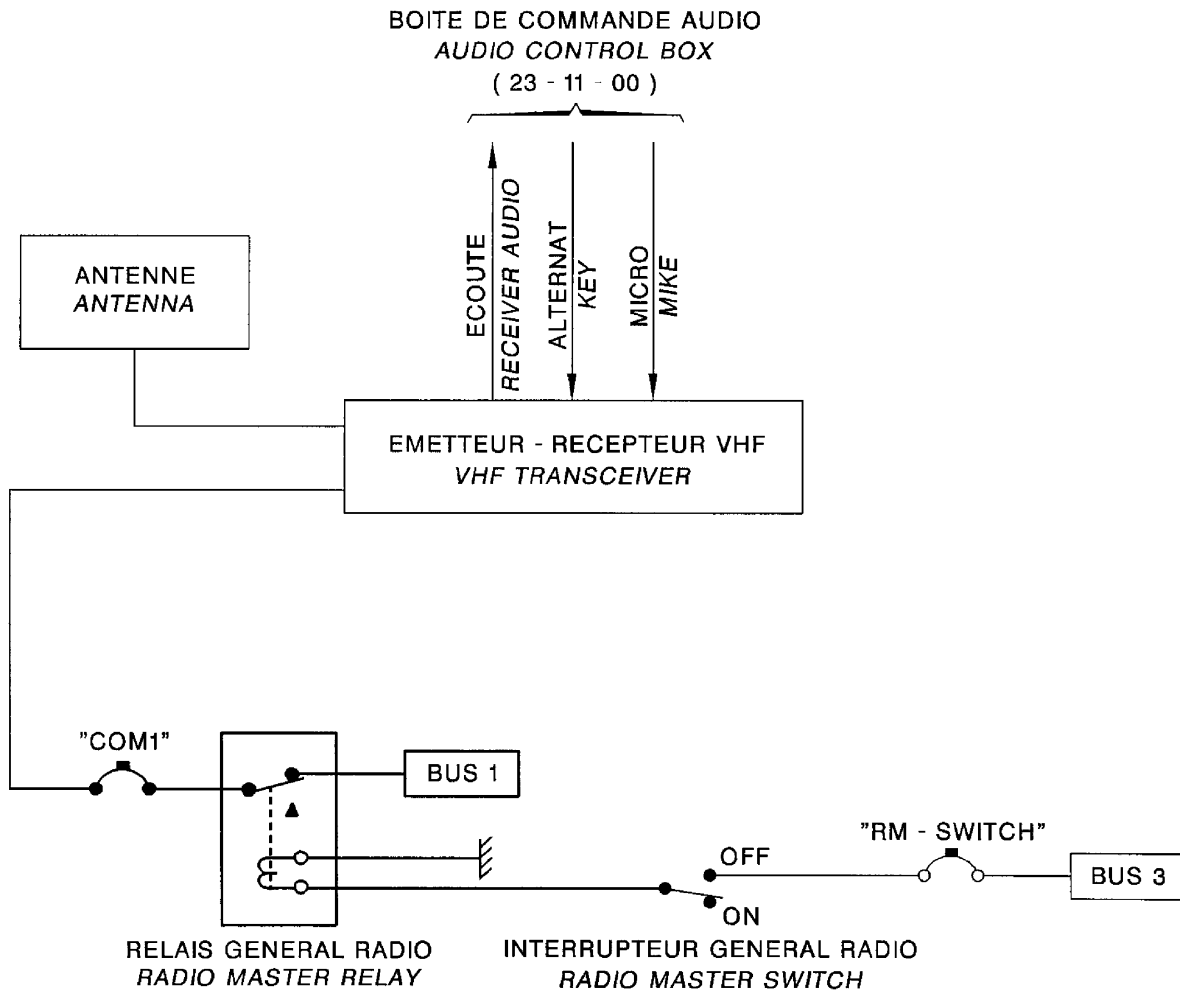 BOITE DE COMMANDE AUDIO
AUDIO CONTROL BOX
( 23 - 11 - 00 )
ECOUTE
RECEIVER AUDIO
ALTERNAT
KEY
MICRO
MIKE
ANTENNE
ANTENNA
EMETTEUR - RECEPTEUR VHF
VHF TRANSCEIVER
"COM1"
BUS 1
"RM - SWITCH"
OFF
BUS 3
ON
RELAIS GENERAL RADIO
RADIO MASTER RELAY
INTERRUPTEUR GENERAL RADIO
RADIO MASTER SWITCH